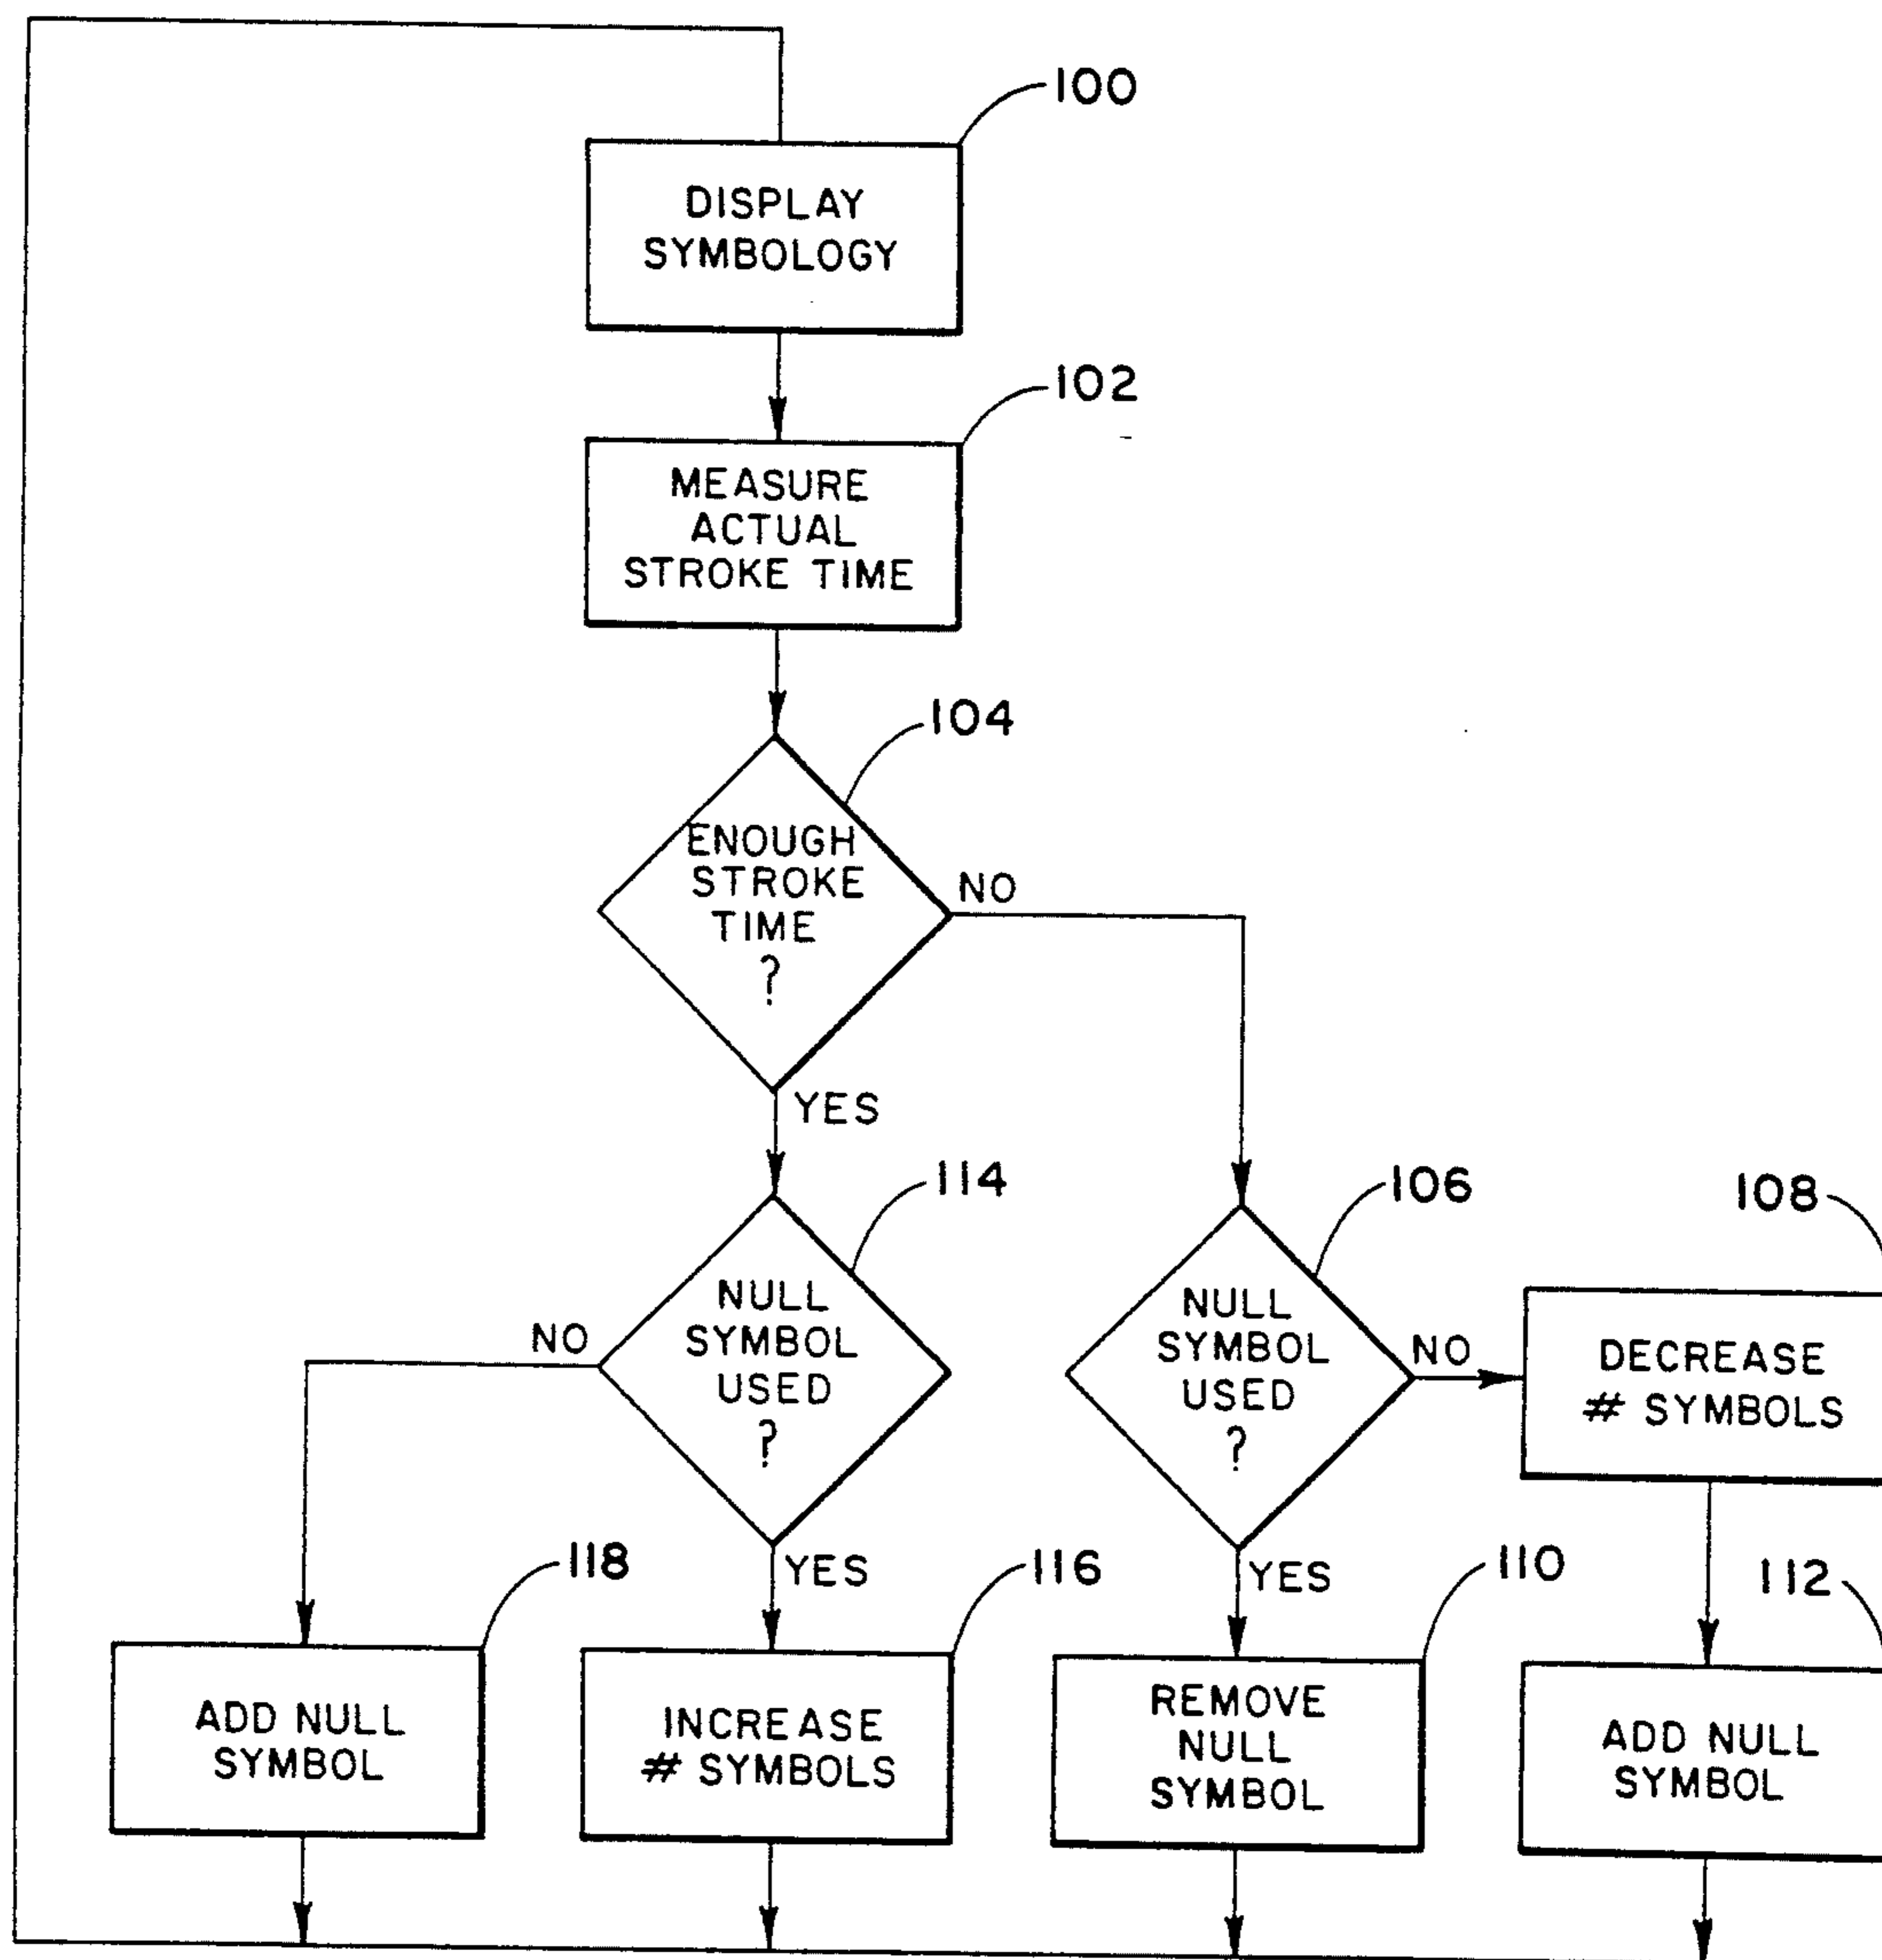 100
DISPLAY
SYMBOLOGY
102
MEASURE
ACTUAL
STROKE TIME
104
ENOUGH
STROKE
TIME
?
NO
YES
114
NULL
SYMBOL
USED
?
NO
YES
106
NULL
SYMBOL
USED
?
NO
YES
108
DECREASE
# SYMBOLS
118
ADD NULL
SYMBOL
116
INCREASE
# SYMBOLS
110
REMOVE
NULL
SYMBOL
112
ADD NULL
SYMBOL